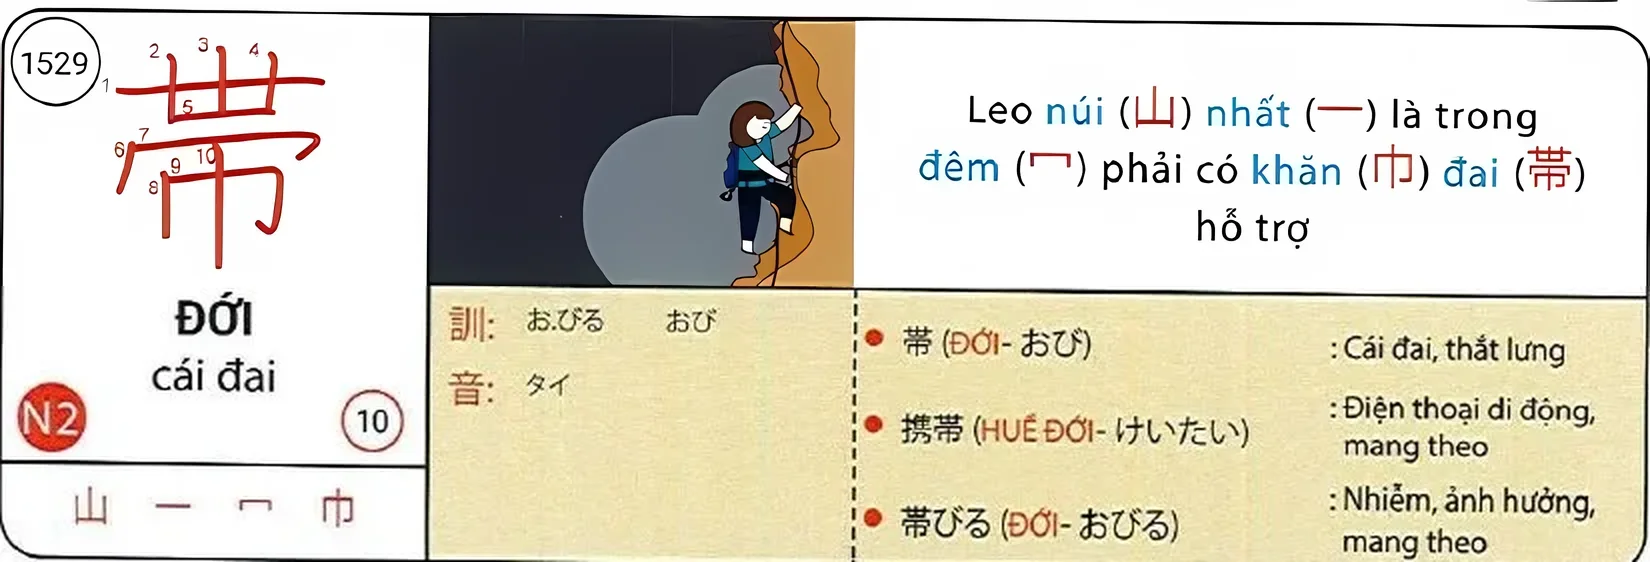 1529
1 2 3 4 5 6 7 8 9 10
帯
ĐỚI
cái đai
N2
10
山 一 冖 巾
Leo núi (山) nhất (一) là trong
đêm (冖) phải có khăn (巾) đai (帯)
hỗ trợ
訓: お.びる おび
音: タイ
帯 (ĐỚI- おび) : Cái đai, thắt lưng
携帯 (HUỀ ĐỚI- けいたい) : Điện thoại di động,
mang theo
帯びる (ĐỚI- おびる) : Nhiễm, ảnh hưởng,
mang theo